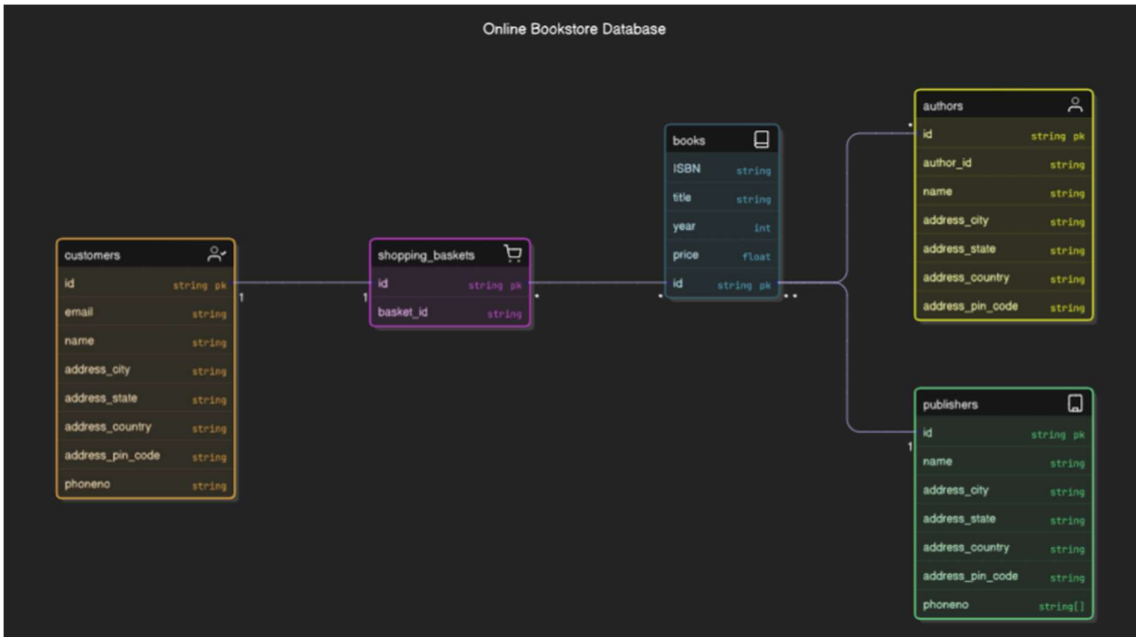 Online Bookstore Database
customers
id string pk
email string
name string
address_city string
address_state string
address_country string
address_pin_code string
phoneno string
1
1
shopping_baskets
id string pk
basket_id string
*
*
books
ISBN string
title string
year int
price float
id string pk
* *
*
authors
id string pk
author_id string
name string
address_city string
address_state string
address_country string
address_pin_code string
1
publishers
id string pk
name string
address_city string
address_state string
address_country string
address_pin_code string
phoneno string[]